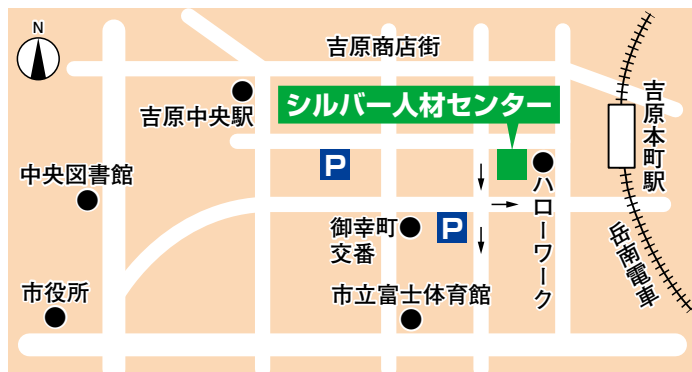 N
吉原商店街
吉原中央駅
シルバー人材センター
吉原本町駅
P
中央図書館
ハローワーク
御幸町
交番
P
岳南電車
市役所
市立富士体育館